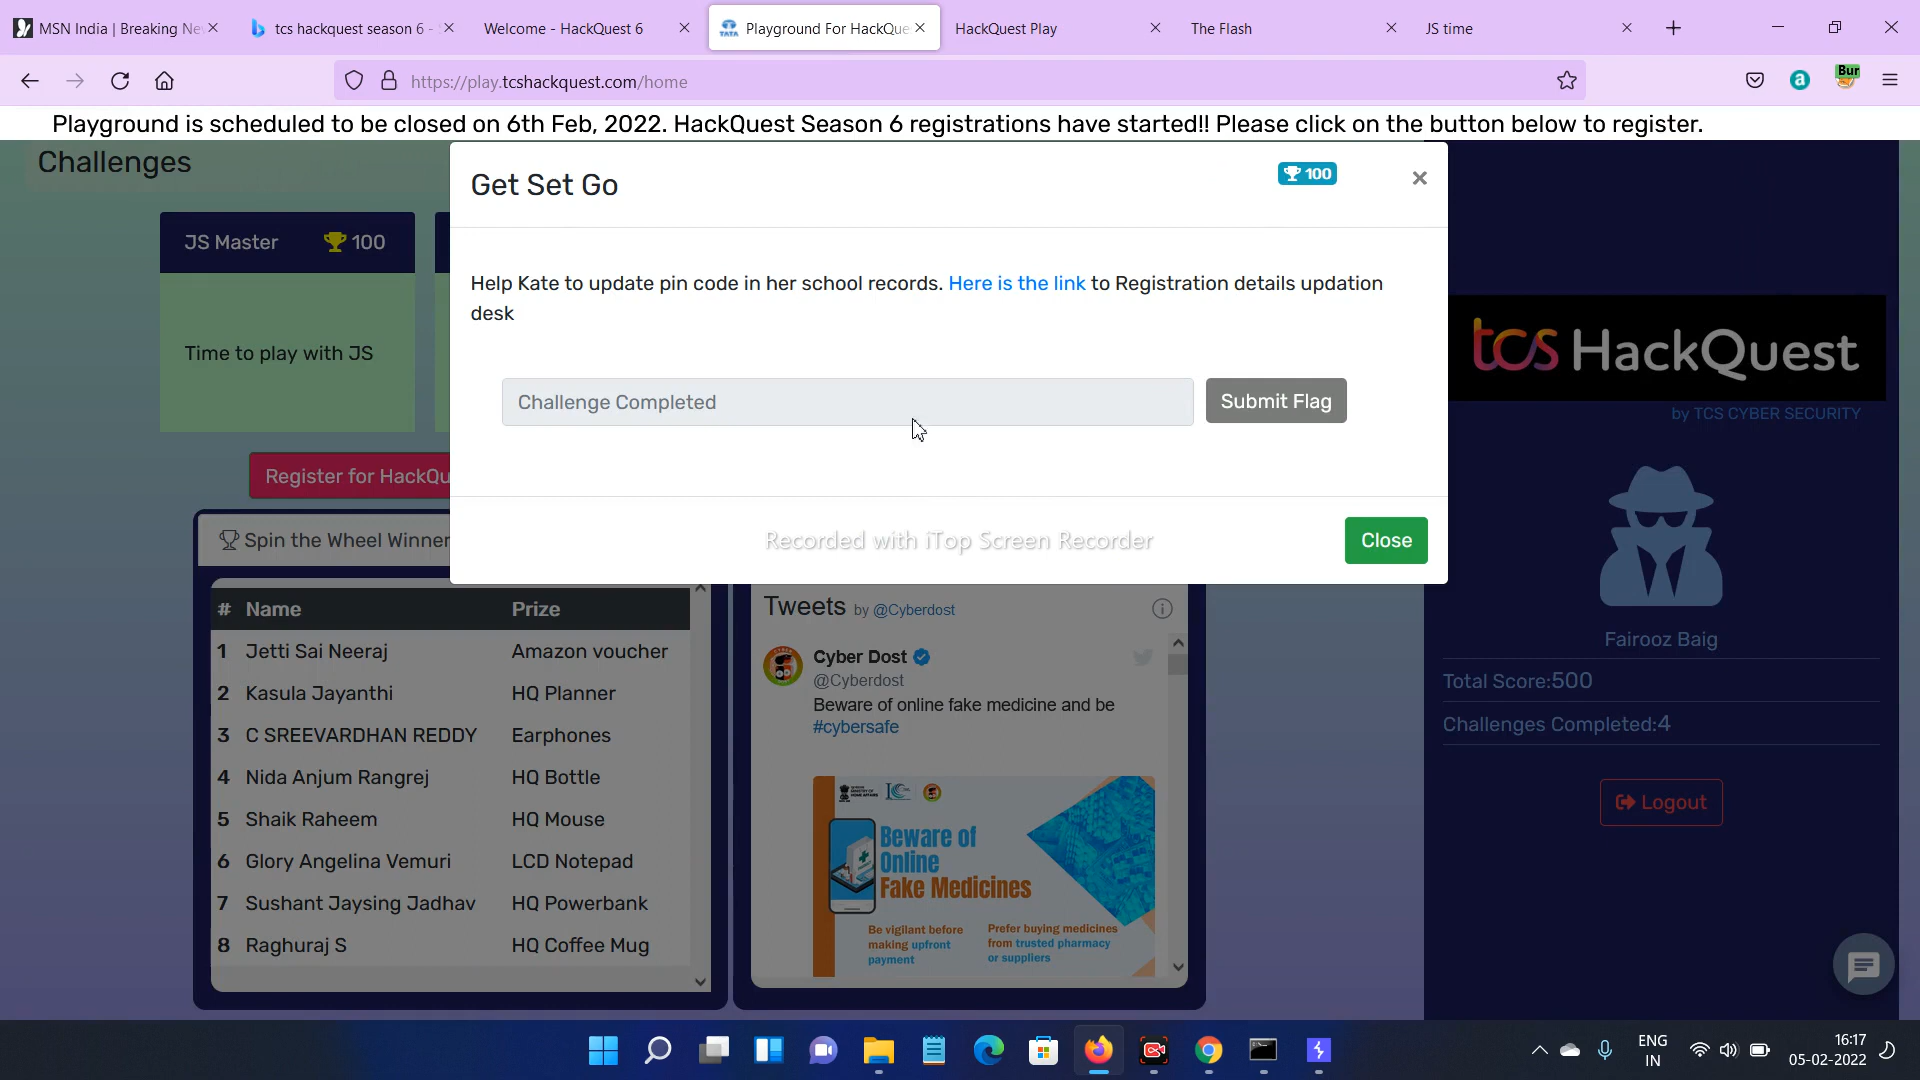 MSN India | Breaking Ne
tcs hackquest season 6 -
Welcome - HackQuest 6
Playground For HackQue
HackQuest Play
The Flash
JS time
https://play.tcshackquest.com/home
Bur
Playground is scheduled to be closed on 6th Feb, 2022. HackQuest Season 6 registrations have started!! Please click on the button below to register.
Challenges
JS Master
100
Time to play with JS
Register for HackQu
Get Set Go
100
Help Kate to update pin code in her school records. Here is the link to Registration details updation
desk
Challenge Completed
Submit Flag
Recorded with iTop Screen Recorder
Close
tcs HackQuest
by TCS CYBER SECURITY
Fairooz Baig
Total Score:500
Challenges Completed:4
Logout
Spin the Wheel Winner
# Name Prize
1 Jetti Sai Neeraj Amazon voucher
2 Kasula Jayanthi HQ Planner
3 C SREEVARDHAN REDDY Earphones
4 Nida Anjum Rangrej HQ Bottle
5 Shaik Raheem HQ Mouse
6 Glory Angelina Vemuri LCD Notepad
7 Sushant Jaysing Jadhav HQ Powerbank
8 Raghuraj S HQ Coffee Mug
Tweets by @Cyberdost
Cyber Dost
@Cyberdost
Beware of online fake medicine and be
#cybersafe
Beware of
Online
Fake Medicines
Be vigilant before
making upfront
payment
Prefer buying medicines
from trusted pharmacy
or suppliers
ENG
IN
16:17
05-02-2022